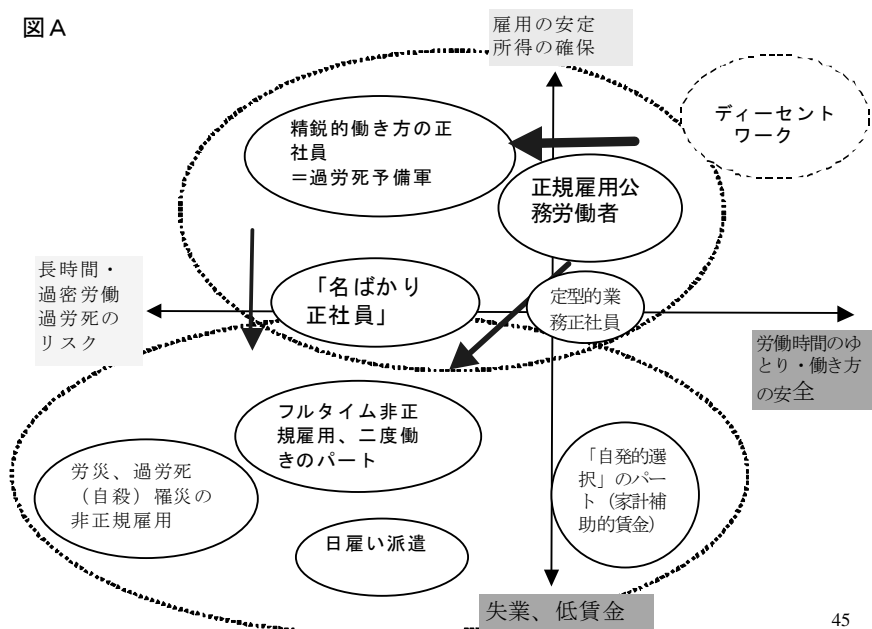 図A
雇用の安定
所得の確保
ディーセント
ワーク
精鋭的働き方の正
社員
＝過労死予備軍
正規雇用公
務労働者
長時間・
過密労働
過労死の
リスク
「名ばかり
正社員」
定型的業
務正社員
労働時間のゆ
とり・働き方
の安全
フルタイム非正
規雇用、二度働
きのパート
労災、過労死
（自殺）罹災の
非正規雇用
「自発的選
択」のパー
ト（家計補
助的賃金）
日雇い派遣
失業、低賃金
45